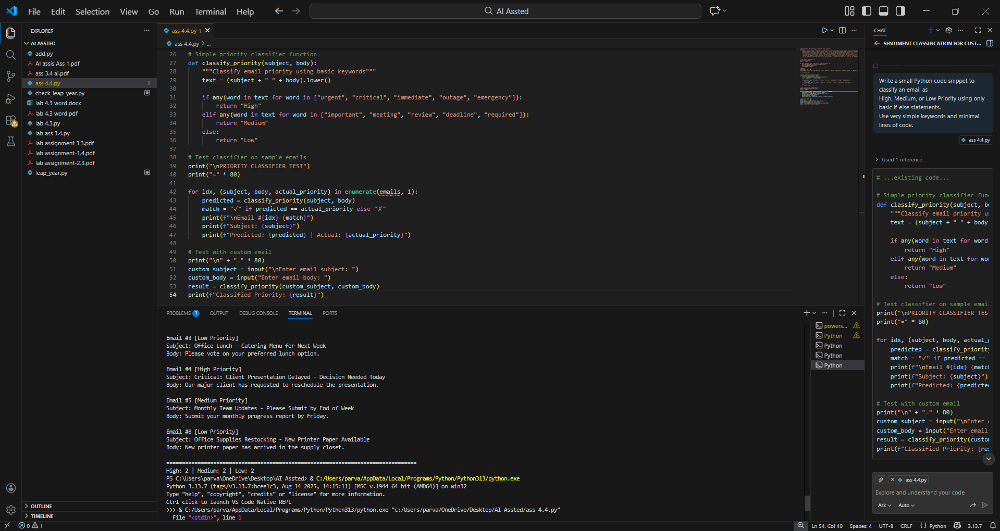 File Edit Selection View Go Run Terminal Help
AI Assted
EXPLORER
AI ASSTED
add.py
AI assis Ass 1.pdf
ass 3.4 ai.pdf
ass 4.4.py 1
check_leap_year.py
lab 4.3 word.docx
lab 4.3 word.pdf
lab 4.3.py
lab ass 3.4.py
lab assignment 3.3.pdf
lab assignment-1.4.pdf
lab assignment-2.3.pdf
leap_year.py
OUTLINE
TIMELINE
ass 4.4.py 1
ass 4.4.py > ...
26 # Simple priority classifier function
27 def classify_priority(subject, body):
28     """Classify email priority using basic keywords"""
29     text = (subject + " " + body).lower()
30
31     if any(word in text for word in ["urgent", "critical", "immediate", "outage", "emergency"]):
32         return "High"
33     elif any(word in text for word in ["important", "meeting", "review", "deadline", "required"]):
34         return "Medium"
35     else:
36         return "Low"
37
38 # Test classifier on sample emails
39 print("\nPRIORITY CLASSIFIER TEST")
40 print("=" * 80)
41
42 for idx, (subject, body, actual_priority) in enumerate(emails, 1):
43     predicted = classify_priority(subject, body)
44     match = "✓" if predicted == actual_priority else "✗"
45     print(f"\nEmail #{idx} {match}")
46     print(f"Subject: {subject}")
47     print(f"Predicted: {predicted} | Actual: {actual_priority}")
48
49 # Test with custom email
50 print("\n" + "=" * 80)
51 custom_subject = input("\nEnter email subject: ")
52 custom_body = input("Enter email body: ")
53 result = classify_priority(custom_subject, custom_body)
54 print(f"Classified Priority: {result}")
PROBLEMS 1 OUTPUT DEBUG CONSOLE TERMINAL PORTS
Email #3 [Low Priority]
Subject: Office Lunch - Catering Menu for Next Week
Body: Please vote on your preferred lunch option.
Email #4 [High Priority]
Subject: Critical: Client Presentation Delayed - Decision Needed Today
Body: Our major client has requested to reschedule the presentation.
Email #5 [Medium Priority]
Subject: Monthly Team Updates - Please Submit by End of Week
Body: Submit your monthly progress report by Friday.
Email #6 [Low Priority]
Subject: Office Supplies Restocking - New Printer Paper Available
Body: New printer paper has arrived in the supply closet.
================================================================================
High: 2 | Medium: 2 | Low: 2
PS C:\Users\parva\OneDrive\Desktop\AI Assted> & C:/Users/parva/AppData/Local/Programs/Python/Python313/python.exe
Python 3.13.7 (tags/v3.13.7:bcee1c3, Aug 14 2025, 14:15:11) [MSC v.1944 64 bit (AMD64)] on win32
Type "help", "copyright", "credits" or "license" for more information.
Ctrl click to launch VS Code Native REPL
>>> & C:/Users/parva/AppData/Local/Programs/Python/Python313/python.exe "c:/Users/parva/OneDrive/Desktop/AI Assted/ass 4.4.py"
  File "<stdin>", line 1
powers...
Python
Python
Python
Python
CHAT
SENTIMENT CLASSIFICATION FOR CUST...
Write a small Python code snippet to
classify an email as
High, Medium, or Low Priority using only
basic if-else statements.
Use very simple keywords and minimal
lines of code.
ass 4.4.py
Used 1 reference
# ...existing code...
# Simple priority classifier fun
def classify_priority(subject, b
    """Classify email priority u
    text = (subject + " " + body
    if any(word in text for word
        return "High"
    elif any(word in text for wo
        return "Medium"
    else:
        return "Low"
# Test classifier on sample emai
print("\nPRIORITY CLASSIFIER TES
print("=" * 80)
for idx, (subject, body, actual_
    predicted = classify_priority
    match = "✓" if predicted ==
    print(f"\nEmail #{idx} {matc
    print(f"Subject: {subject}")
    print(f"Predicted: {predicte
# Test with custom email
print("\n" + "=" * 80)
custom_subject = input("\nEnter
custom_body = input("Enter email
result = classify_priority(custo
print(f"Classified Priority: {re
ass 4.4.py
Explore and understand your code
Ask Auto
0 1
Ln 54, Col 40 Spaces: 4 UTF-8 CRLF { } Python 3.13.7